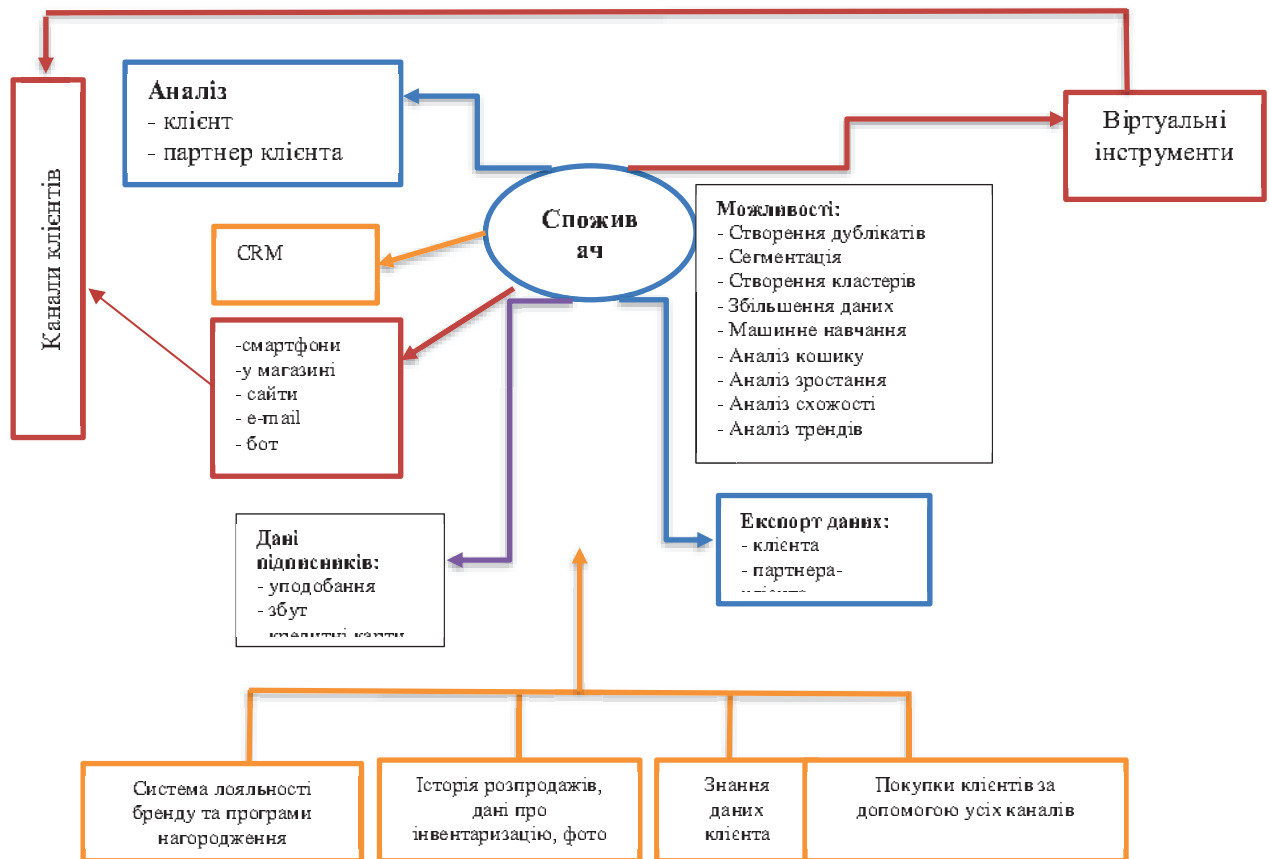 Аналіз
- клієнт
- партнер клієнта
Віртуальні
інструменти
Канали клієнтів
Спожив
ач
CRM
Можливості:
- Створення дублікатів
- Сегментація
- Створення кластерів
- Збільшення даних
- Машинне навчання
- Аналіз кошику
- Аналіз зростання
- Аналіз схожості
- Аналіз трендів
-смартфони
-у магазині
- сайти
- e-mail
- бот
Дані
підписників:
- уподобання
- збут
- кредитні карти
Експорт даних:
- клієнта
- партнера-
Система лояльності
бренду та програми
нагородження
Історія розпродажів,
дані про
інвентаризацію, фото
Знання
даних
клієнта
Покупки клієнтів за
допомогою усіх каналів